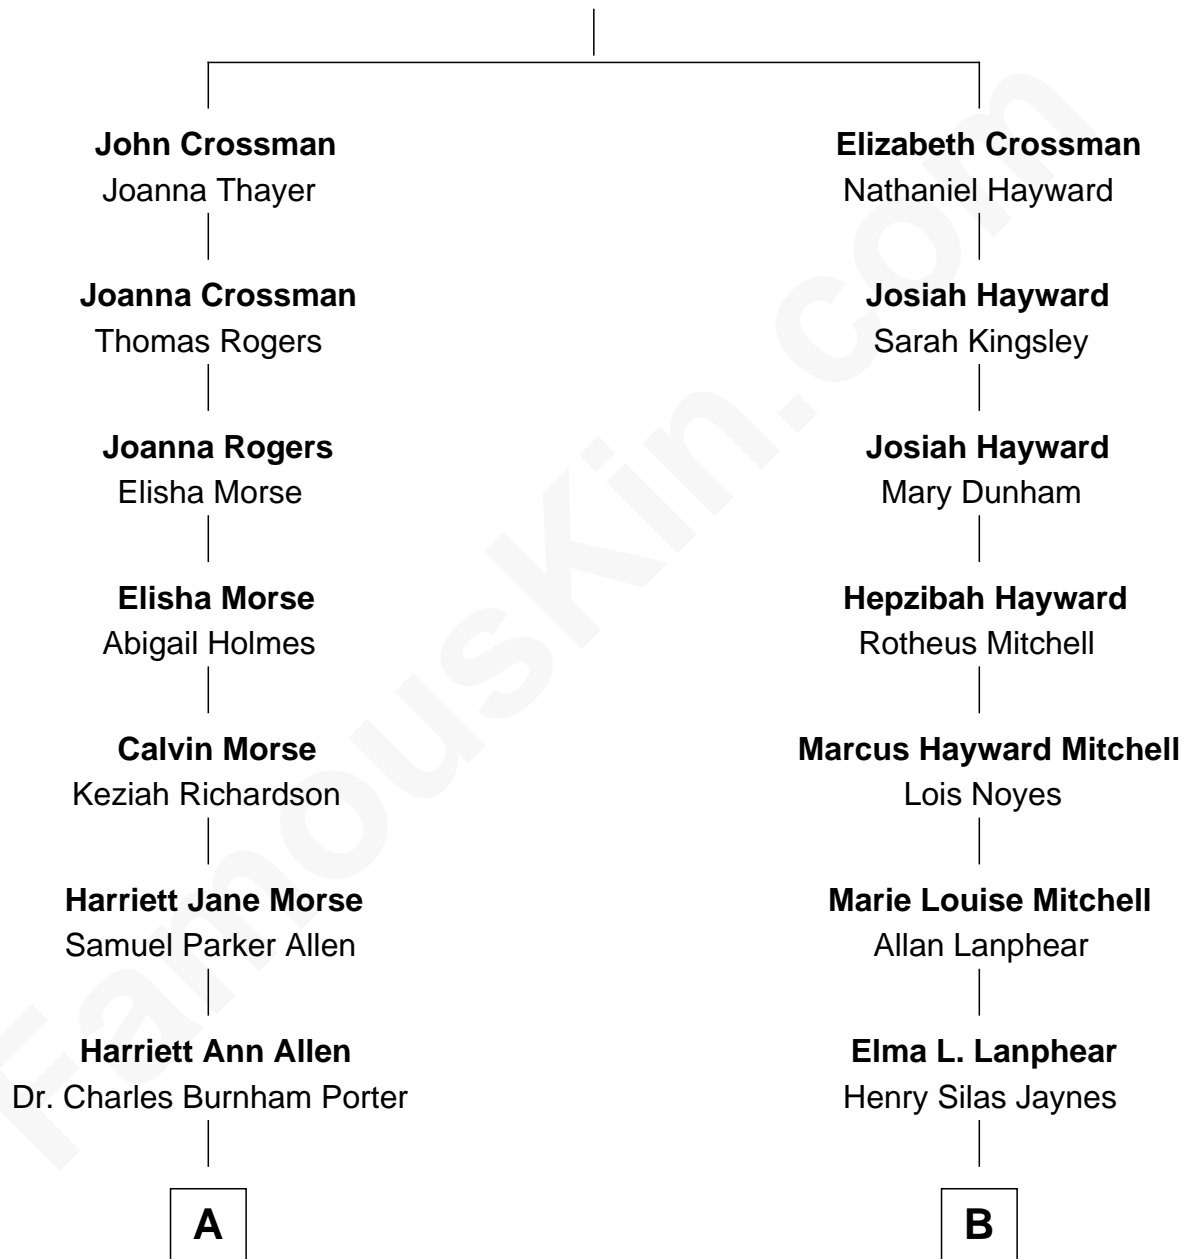 John Crossman
Joanna Thayer
Elizabeth Crossman
Nathaniel Hayward
Joanna Crossman
Thomas Rogers
Josiah Hayward
Sarah Kingsley
Joanna Rogers
Elisha Morse
Josiah Hayward
Mary Dunham
Elisha Morse
Abigail Holmes
Hepzibah Hayward
Rotheus Mitchell
Calvin Morse
Keziah Richardson
Marcus Hayward Mitchell
Lois Noyes
Harriett Jane Morse
Samuel Parker Allen
Marie Louise Mitchell
Allan Lanphear
Harriett Ann Allen
Dr. Charles Burnham Porter
Elma L. Lanphear
Henry Silas Jaynes
A
B
FamousKin.com